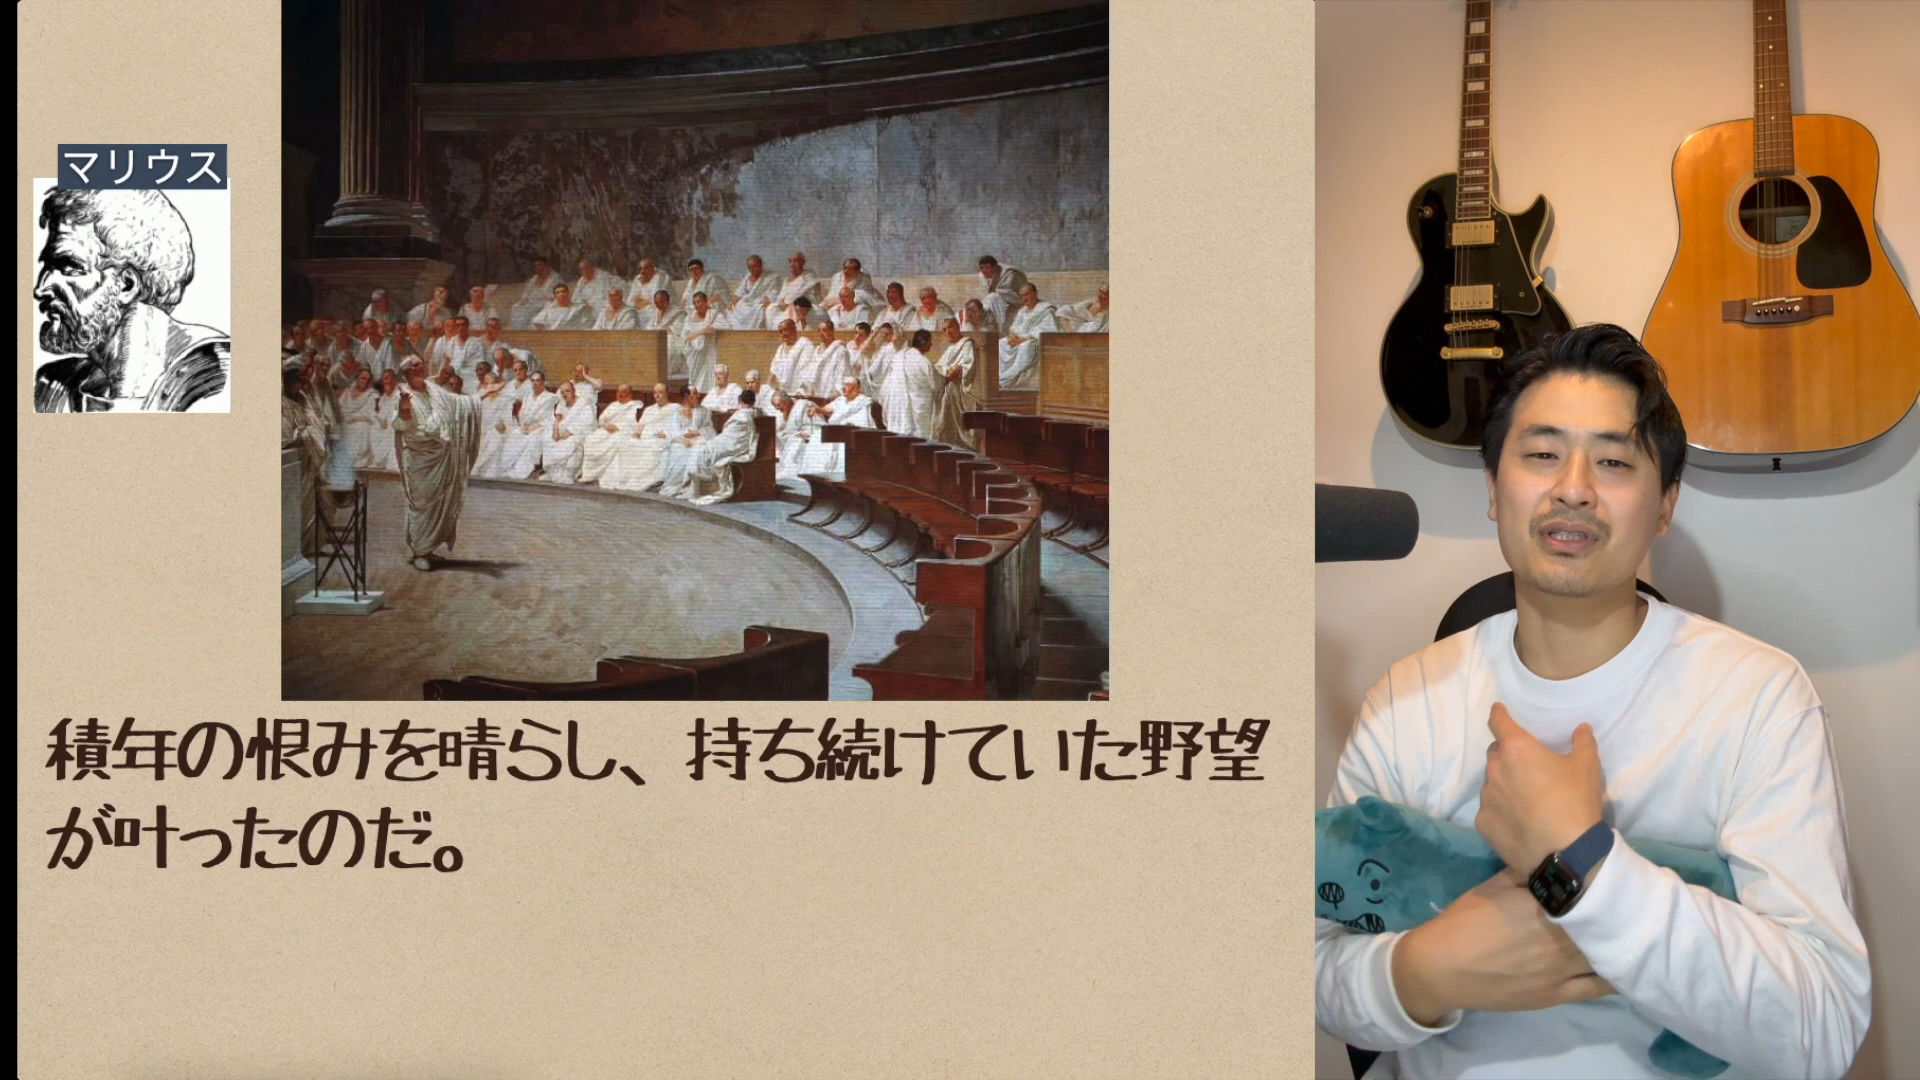 マリウス
積年の恨みを晴らし、持ち続けていた野望
が叶ったのだ。